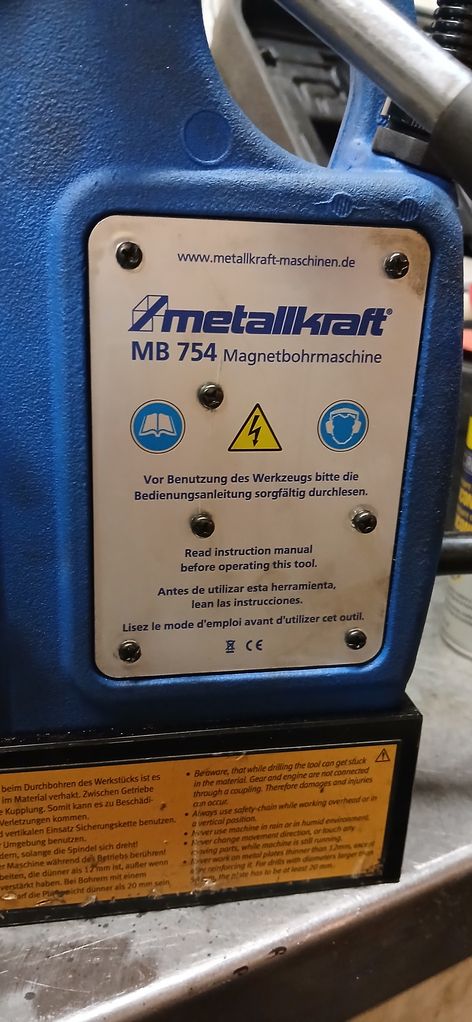 www.metallkraft-maschinen.de
metallkraft®
MB 754 Magnetbohrmaschine
Vor Benutzung des Werkzeugs bitte die
Bedienungsanleitung sorgfältig durchlesen.
Read instruction manual
before operating this tool.
Antes de utilizar esta herramienta,
lean las instrucciones.
Lisez le mode d'emploi avant d'utiliser cet outil.
CE
beim Durchbohren des Werkstücks ist es
im Material verhakt. Zwischen Getriebe
Kupplung. Somit kann es zu Beschädi-
Verletzungen kommen.
d vertikalen Einsatz Sicherungskette benutzen.
r Umgebung benutzen.
dern, solange die Spindel sich dreht!
er Maschine während des Betriebs berühren!
beiten, die dünner als 12 mm ist, außer wenn
verstärkt haben. Bei Bohrern mit einem
darf die Plattendicke dünner als 20 mm sein.
• Be aware, that while drilling the tool can get stuck
in the material. Gear and engine are not connected
through a coupling. Therefore damages and injuries
can occur.
• Always use safety-chain while working overhead or in
a vertical position.
• Never use machine in rain or in humid environment.
• Never change movement direction, or touch any
moving parts, while machine is still running.
• Never work on metal plates thinner than 12mm, except
by reinforcing it. For drills with diameters larger than
the plate has to be at least 20 mm.